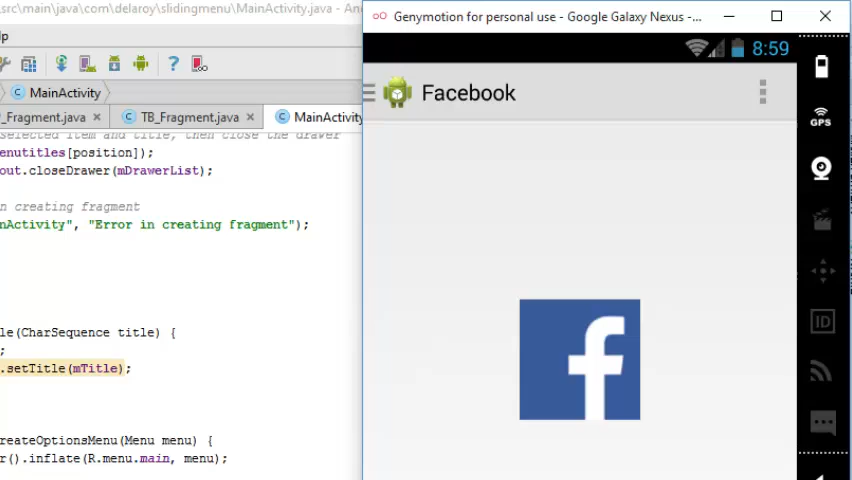 src\main\java\com\delaroy\slidingmenu\MainActivity.java - An
lp
MainActivity
_Fragment.java
TB_Fragment.java
MainActivity
selected item and title, then close the drawer
enutitles[position]);
out.closeDrawer(mDrawerList);
n creating fragment
nActivity", "Error in creating fragment");
le(CharSequence title) {
;
.setTitle(mTitle);
reateOptionsMenu(Menu menu) {
r().inflate(R.menu.main, menu);
Genymotion for personal use - Google Galaxy Nexus - ...
8:59
Facebook
f
GPS
ID